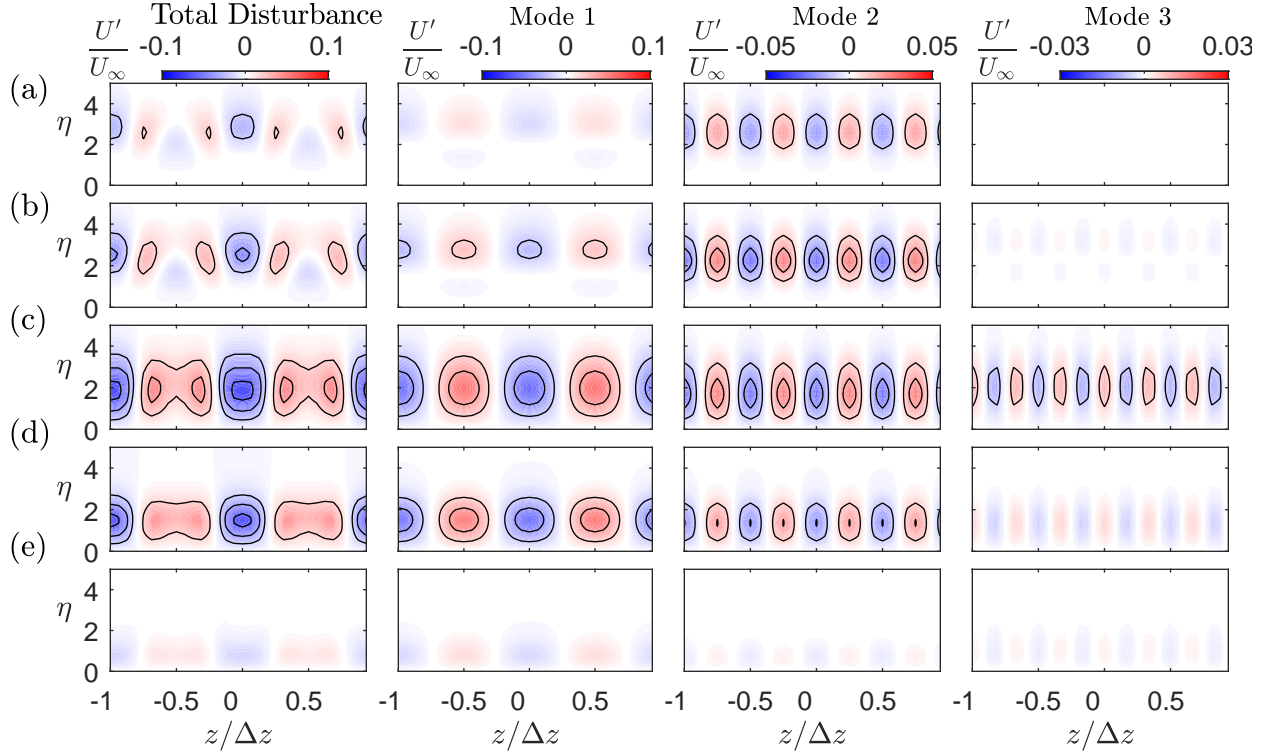 Total Disturbance Mode 1 Mode 2 Mode 3
U′/U∞ -0.1 0 0.1 U′/U∞ -0.1 0 0.1 U′/U∞ -0.05 0 0.05 U′/U∞ -0.03 0 0.03
(a)
η 4 2 0
(b)
η 4 2 0
(c)
η 4 2 0
(d)
η 4 2 0
(e)
η 4 2 0
-1 -0.5 0 0.5 -1 -0.5 0 0.5 -1 -0.5 0 0.5 -1 -0.5 0 0.5
z/Δz z/Δz z/Δz z/Δz